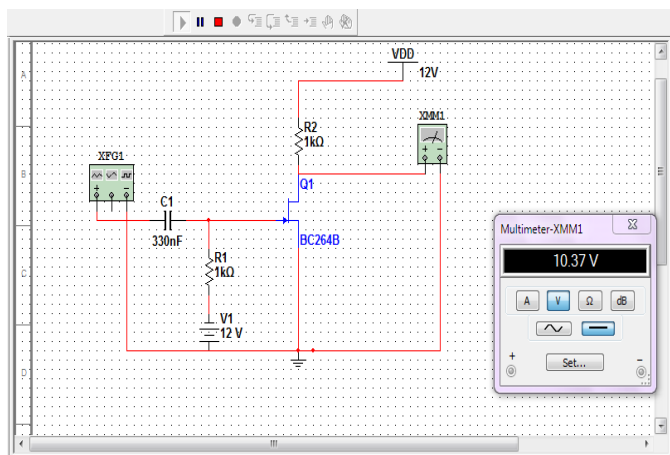 VDD
12V
A
XMM1
R2
1kΩ
XFG1
B
Q1
C1
330nF
BC264B
R1
1kΩ
C
V1
12 V
D
Multimeter-XMM1
10.37 V
A
V
Ω
dB
+
Set...
-